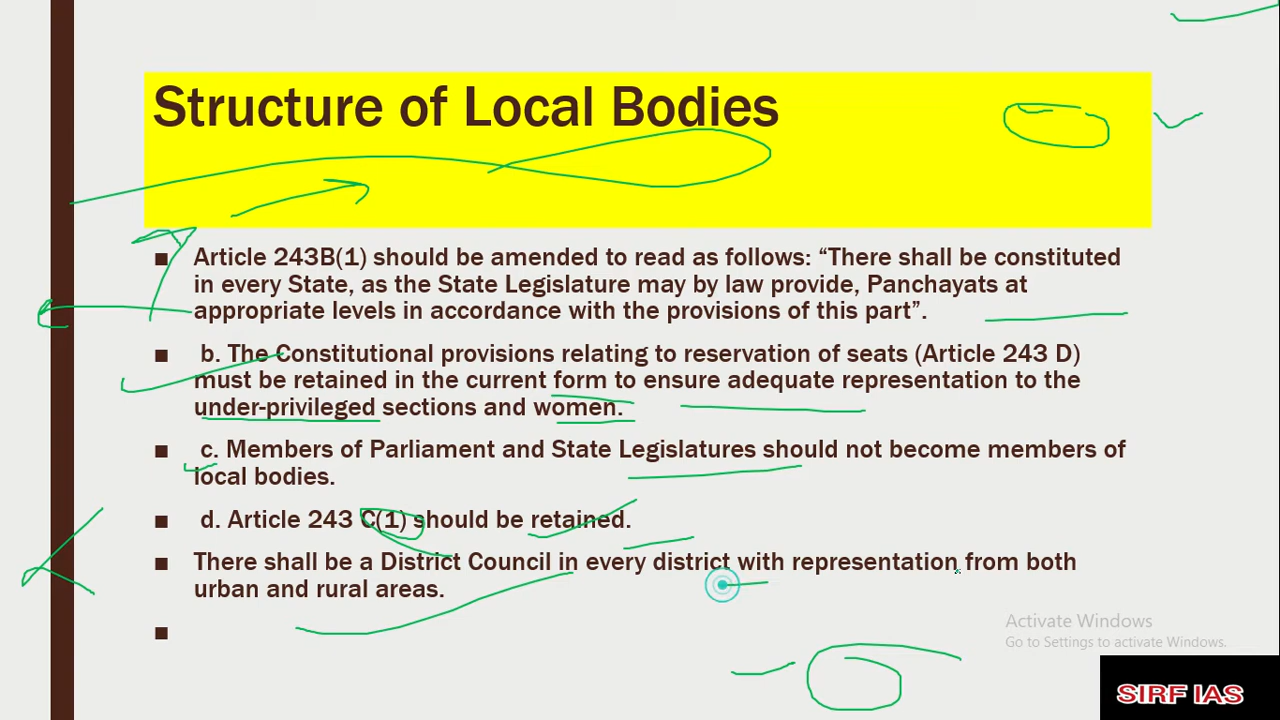 Structure of Local Bodies
■ Article 243B(1) should be amended to read as follows: “There shall be constituted
in every State, as the State Legislature may by law provide, Panchayats at
appropriate levels in accordance with the provisions of this part”.
■ b. The Constitutional provisions relating to reservation of seats (Article 243 D)
must be retained in the current form to ensure adequate representation to the
under-privileged sections and women.
■ c. Members of Parliament and State Legislatures should not become members of
local bodies.
■ d. Article 243 C(1) should be retained.
■ There shall be a District Council in every district with representation from both
urban and rural areas.
■
Activate Windows
Go to Settings to activate Windows.
SIRF IAS